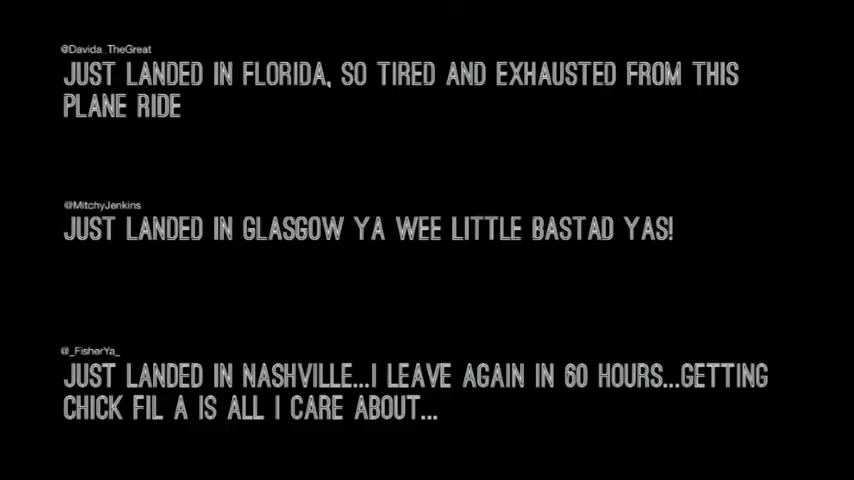 @Davida_TheGreat
JUST LANDED IN FLORIDA, SO TIRED AND EXHAUSTED FROM THIS
PLANE RIDE
@MitchyJenkins
JUST LANDED IN GLASGOW YA WEE LITTLE BASTAD YAS!
@_FisherYa_
JUST LANDED IN NASHVILLE...I LEAVE AGAIN IN 60 HOURS...GETTING
CHICK FIL A IS ALL I CARE ABOUT...